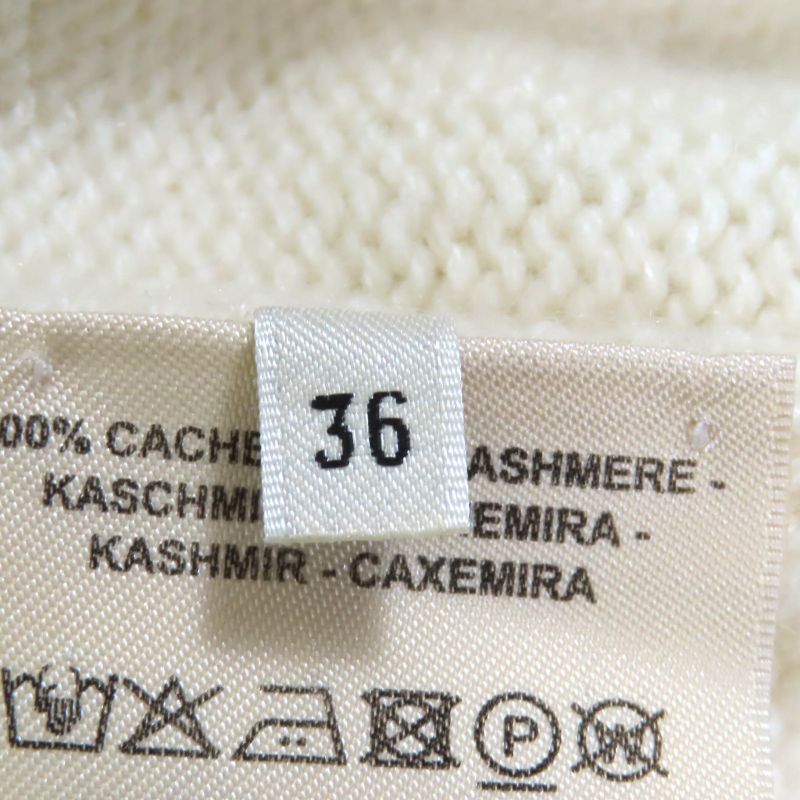 36
00% CACHE ASHMERE -
KASCHMI EMIRA -
KASHMIR - CAXEMIRA
P W